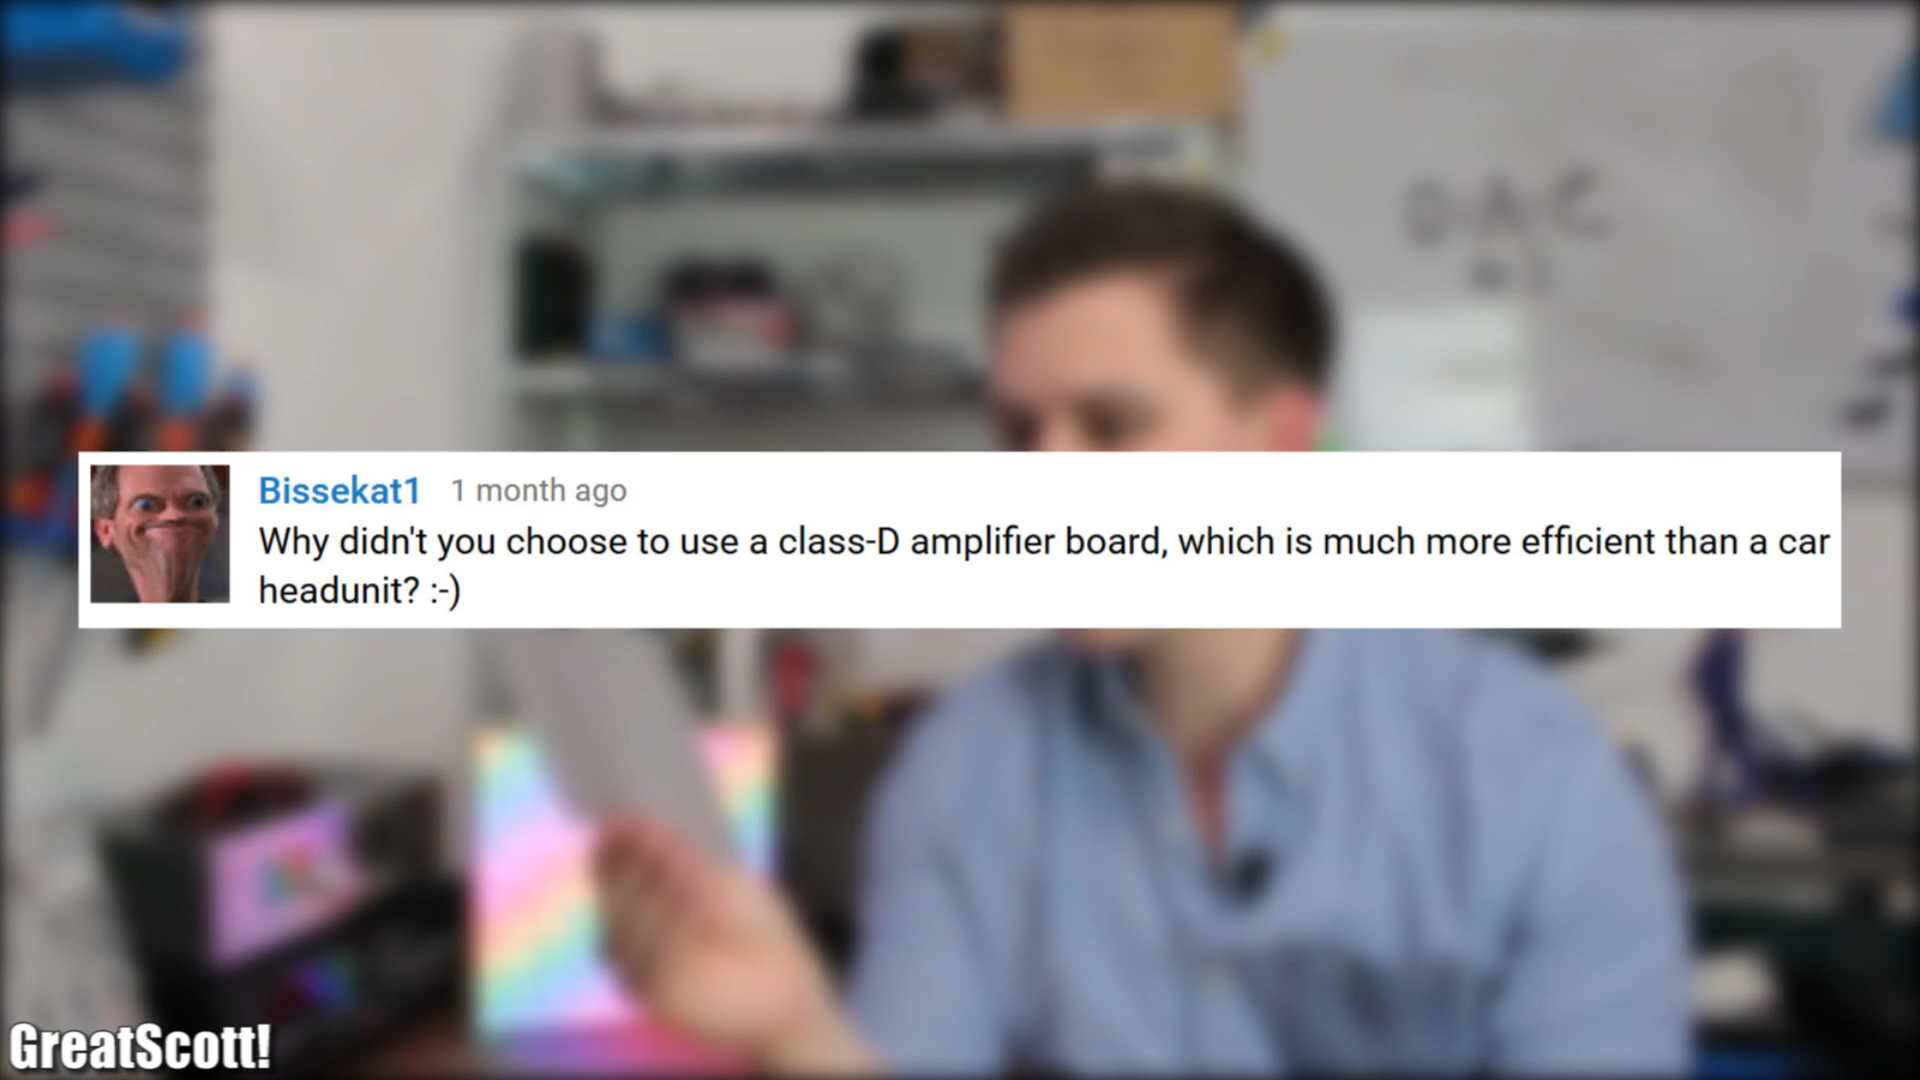 DAC
Bissekat1 1 month ago
Why didn't you choose to use a class-D amplifier board, which is much more efficient than a car
headunit? :-)
GreatScott!